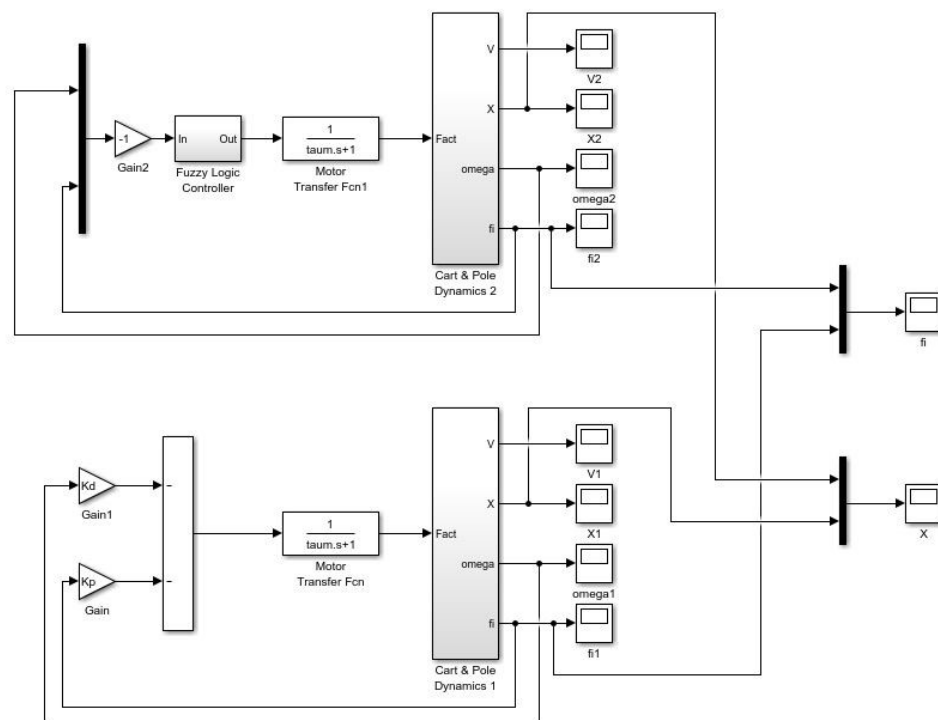 V
V2
X
X2
-1
Gain2
In
Out
Fuzzy Logic
Controller
1
taum.s+1
Motor
Transfer Fcn1
Fact
omega
omega2
fi
fi2
Cart & Pole
Dynamics 2
fi
V
V1
Kd
Gain1
X
X1
X
1
taum.s+1
Motor
Transfer Fcn
Fact
omega
omega1
Kp
Gain
fi
fi1
Cart & Pole
Dynamics 1